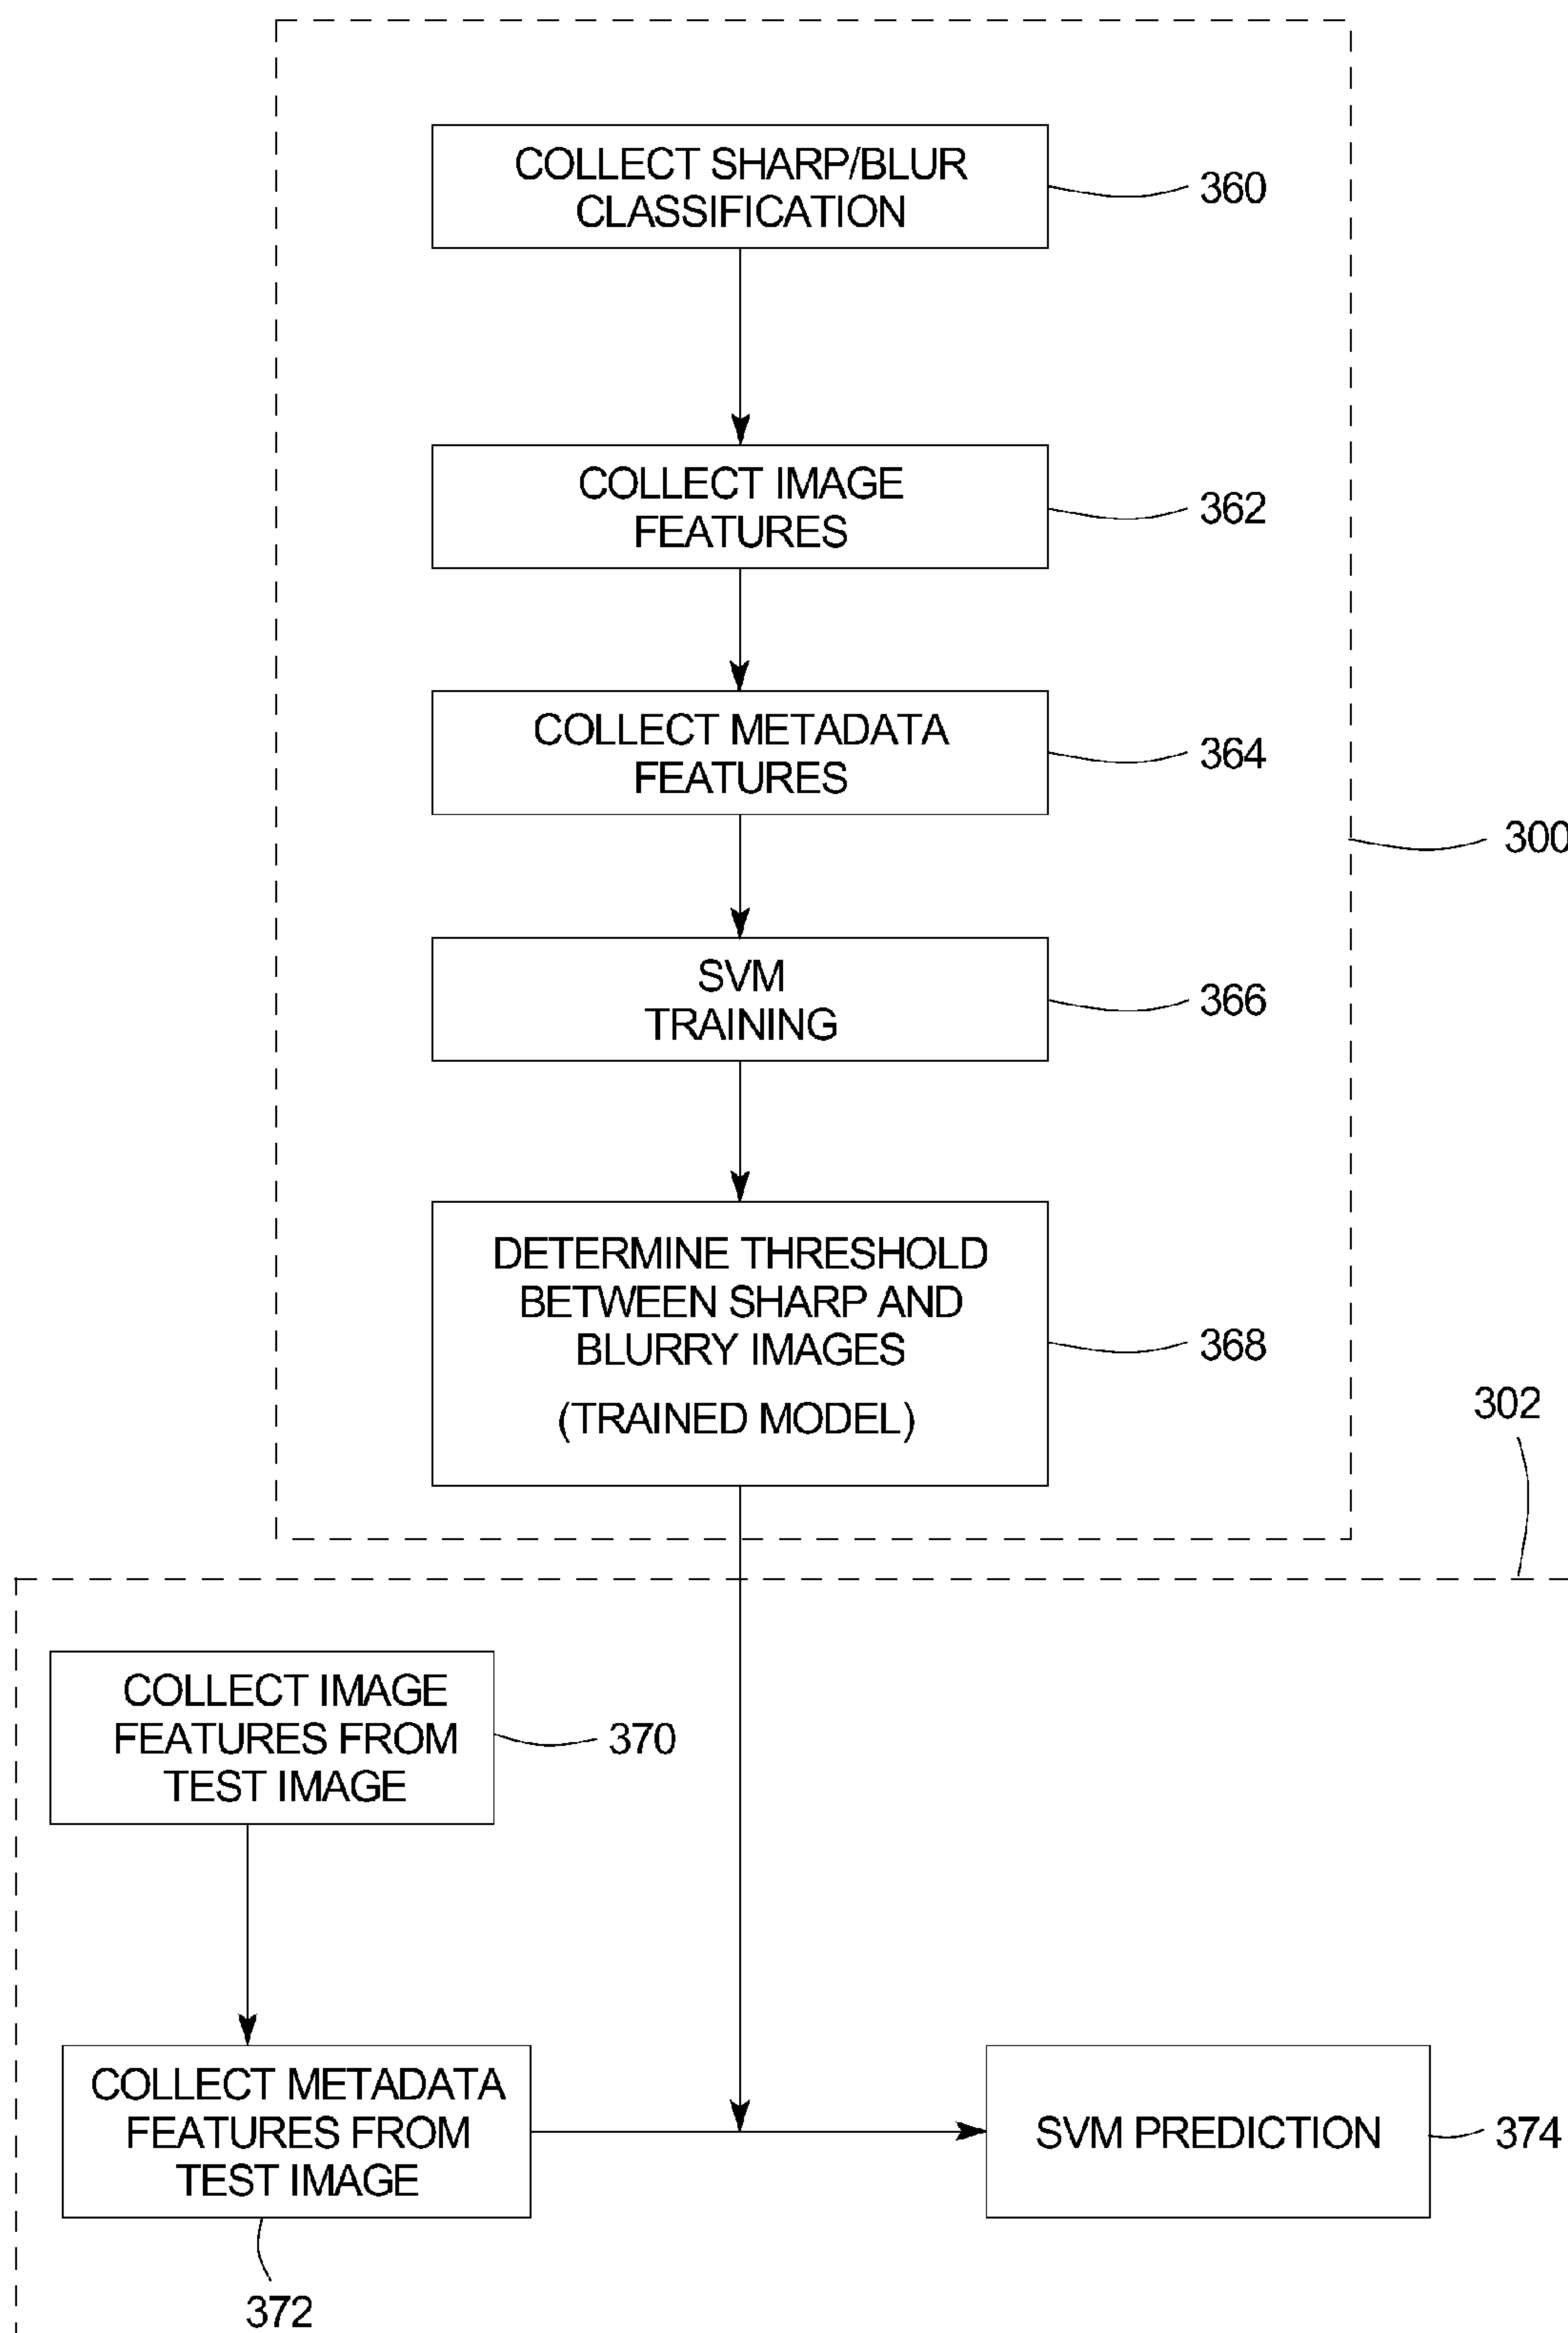 COLLECT SHARP/BLUR
CLASSIFICATION
360
COLLECT IMAGE
FEATURES
362
COLLECT METADATA
FEATURES
364
300
SVM
TRAINING
366
DETERMINE THRESHOLD
BETWEEN SHARP AND
BLURRY IMAGES
(TRAINED MODEL)
368
302
COLLECT IMAGE
FEATURES FROM
TEST IMAGE
370
COLLECT METADATA
FEATURES FROM
TEST IMAGE
372
SVM PREDICTION
374